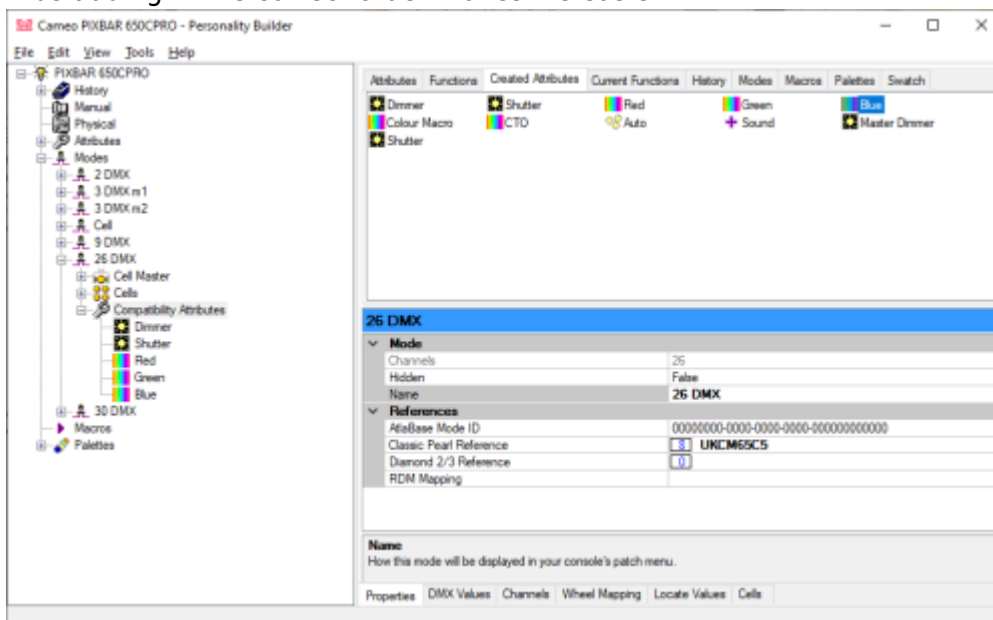 Cameo PIXBAR 650CPRO - Personality Builder
File Edit View Tools Help
PIXBAR 650CPRO
History
Manual
Physical
Attributes
Modes
2 DMX
3 DMX m1
3 DMX m2
Cell
9 DMX
26 DMX
Cell Master
Cells
Compatibility Attributes
Dimmer
Shutter
Red
Green
Blue
30 DMX
Macros
Palettes
Attributes Functions Created Attributes Current Functions History Modes Macros Palettes Swatch
Dimmer Shutter Red Green Blue
Colour Macro CTO Auto Sound Master Dimmer
Shutter
26 DMX
Mode
Channels 26
Hidden False
Name 26 DMX
References
AtlaBase Mode ID 00000000-0000-0000-0000-000000000000
Classic Pearl Reference 8 UKCM65C5
Diamond 2/3 Reference 0
RDM Mapping
Name
How this mode will be displayed in your console's patch menu.
Properties DMX Values Channels Wheel Mapping Locate Values Cells